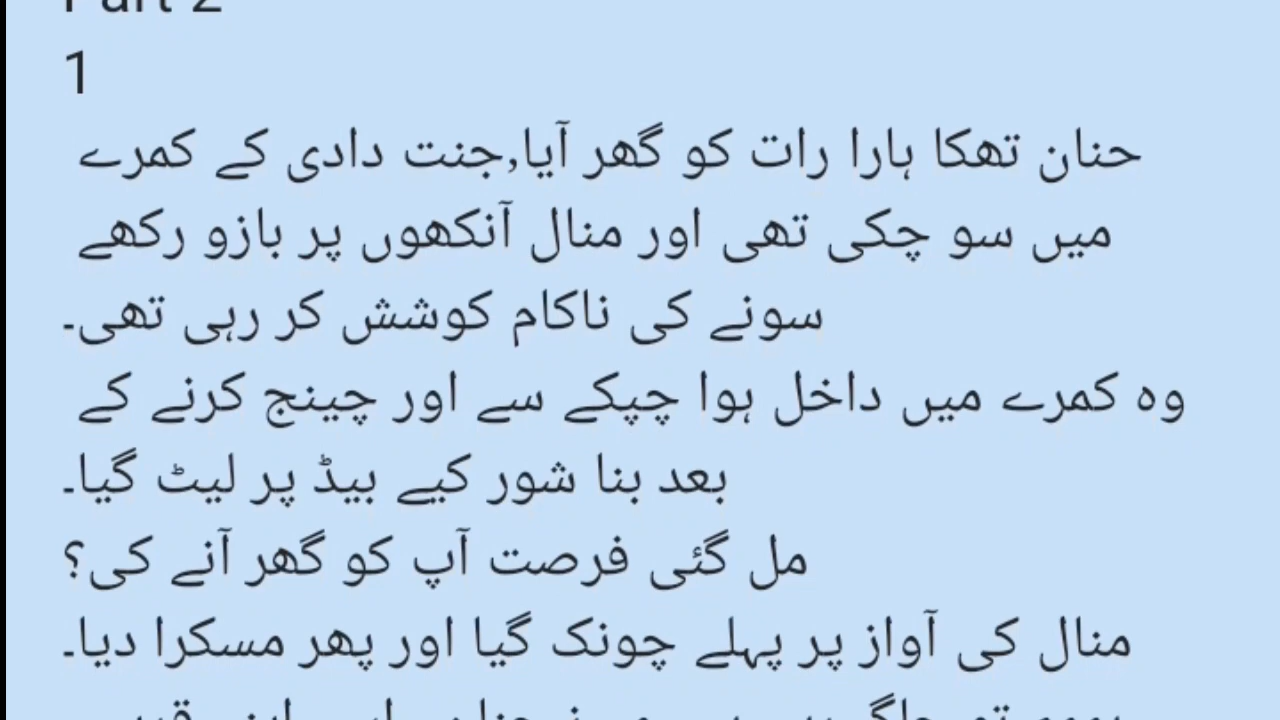 Part 2
1
حنان تھکا ہارا رات کو گھر آیا,جنت دادی کے کمرے
میں سو چکی تھی اور منال آنکھوں پر بازو رکھے
سونے کی ناکام کوشش کر رہی تھی۔
وہ کمرے میں داخل ہوا چپکے سے اور چینج کرنے کے
بعد بنا شور کیے بیڈ پر لیٹ گیا۔
مل گئی فرصت آپ کو گھر آنے کی؟
منال کی آواز پر پہلے چونک گیا اور پھر مسکرا دیا۔